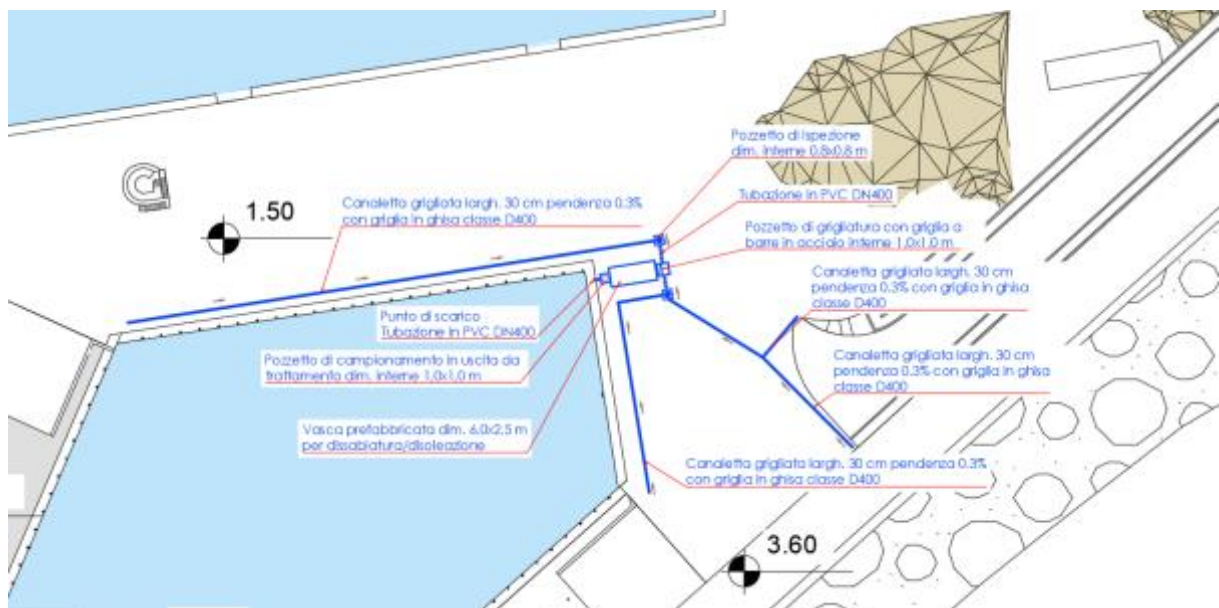 Pozzetto di ispezione
dim. interne 0.8x0.8 m
Tubazione in PVC DN400
Canaletta grigliata largh. 30 cm pendenza 0.3%
con griglia in ghisa classe D400
1.50
Pozzetto di grigliatura con griglia a
barre in acciaio interne 1,0x1,0 m
Canaletta grigliata largh. 30 cm
pendenza 0.3% con griglia in ghisa
classe D400
Punto di scarico
Tubazione in PVC DN400
Canaletta grigliata largh. 30 cm
pendenza 0.3% con griglia in ghisa
classe D400
Pozzetto di campionamento in uscita da
trattamento dim. interne 1,0x1,0 m
Vasca prefabbricata dim. 6,0x2,5 m
per dissabiatura/disoleazione
Canaletta grigliata largh. 30 cm pendenza 0.3%
con griglia in ghisa classe D400
3.60